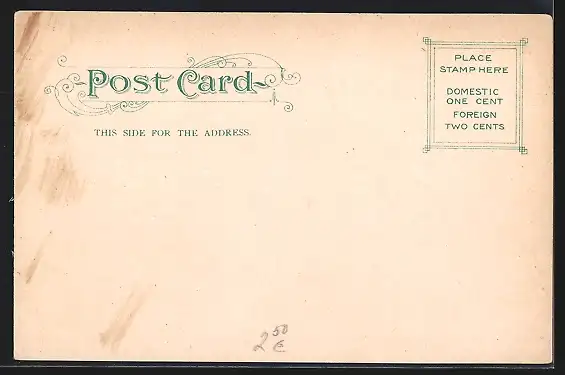 Post Card
THIS SIDE FOR THE ADDRESS.
PLACE
STAMP HERE
DOMESTIC
ONE CENT
FOREIGN
TWO CENTS
2 50
€